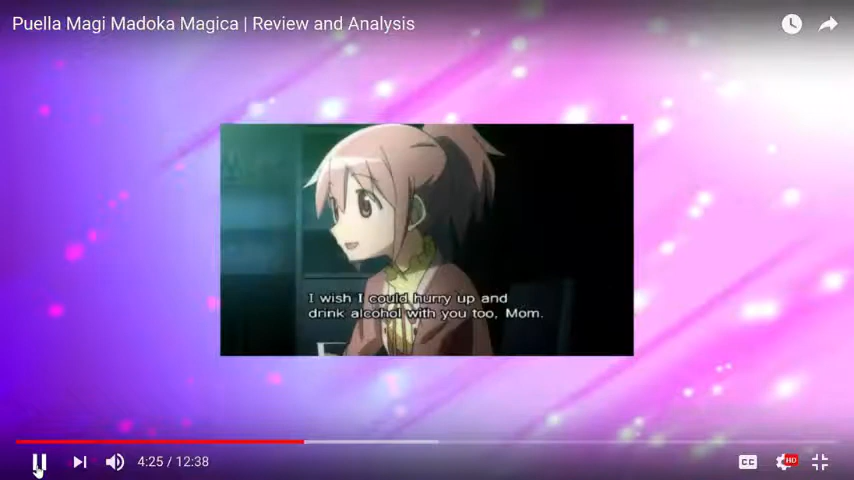 Puella Magi Madoka Magica | Review and Analysis
I wish I could hurry up and
drink alcohol with you too, Mom.
4:25 / 12:38
CC
HD